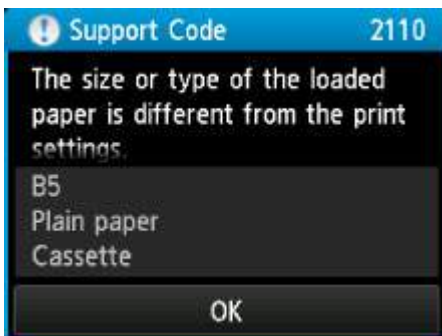 Support Code 2110
The size or type of the loaded
paper is different from the print
settings.
B5
Plain paper
Cassette
OK